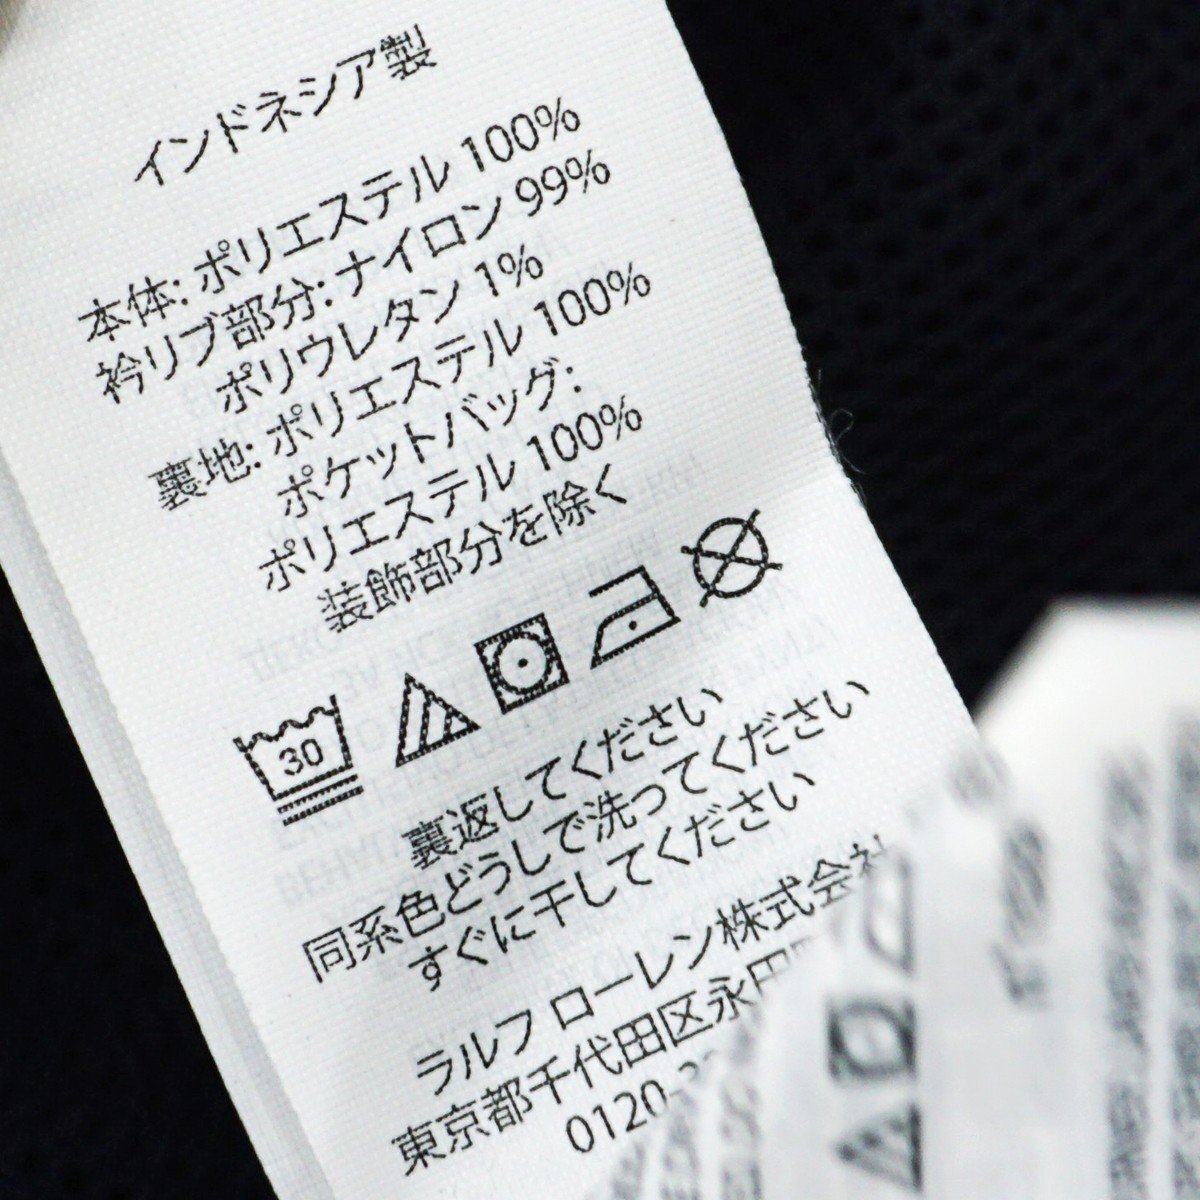 インドネシア製
本体: ポリエステル 100%
衿リブ部分: ナイロン 99%
ポリウレタン 1%
裏地: ポリエステル 100%
ポケットバッグ:
ポリエステル 100%
装飾部分を除く
30
裏返してください
同系色どうしで洗ってください
すぐに干してください
ラルフ ローレン株式会社
東京都千代田区永田
0120-